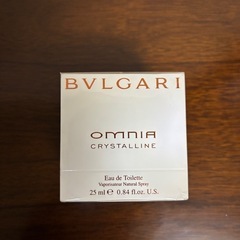 BVLGARI
OMNIA
CRYSTALLINE
Eau de Toilette
Vaporisateur Natural Spray
25 ml ℮ 0.84 fl.oz. U.S.